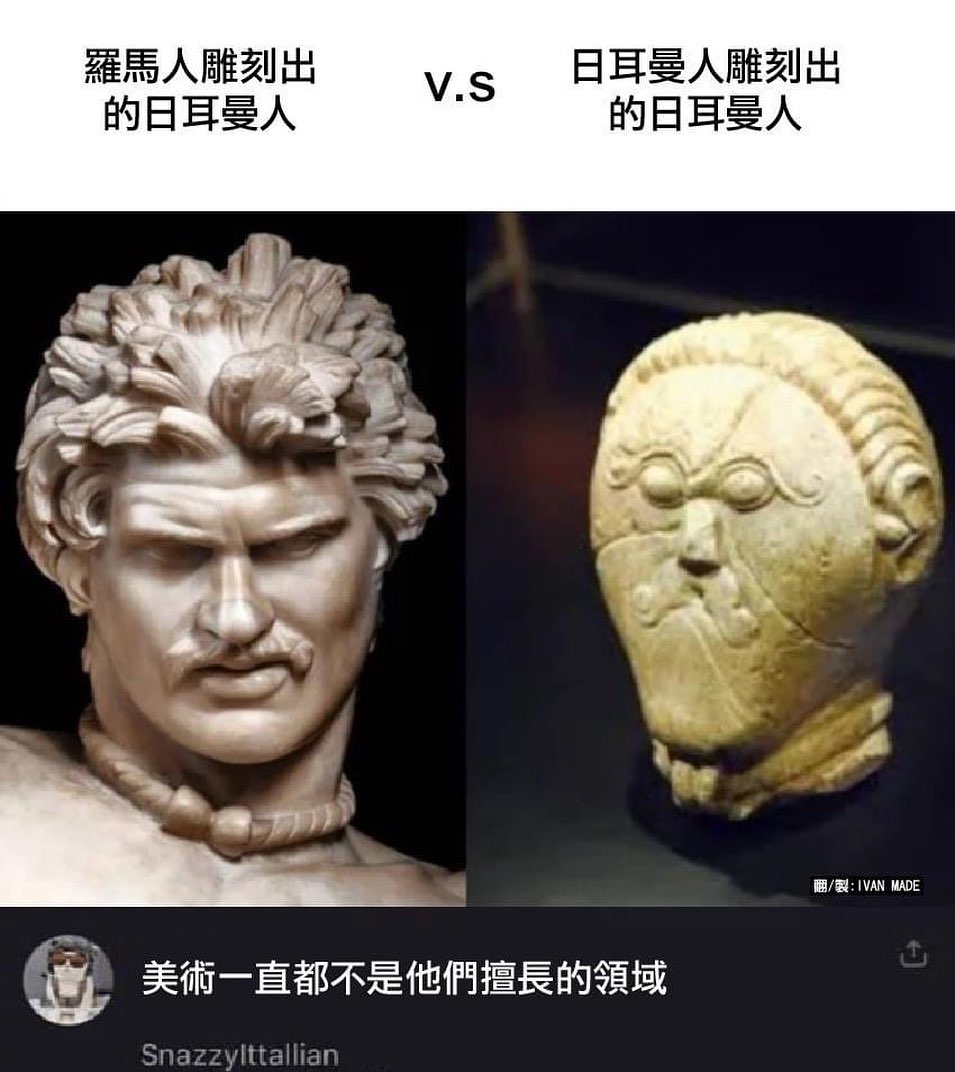 羅馬人雕刻出
的日耳曼人
v.s
日耳曼人雕刻出
的日耳曼人
翻/製:IVAN MADE
美術一直都不是他們擅長的領域
SnazzyIttallian